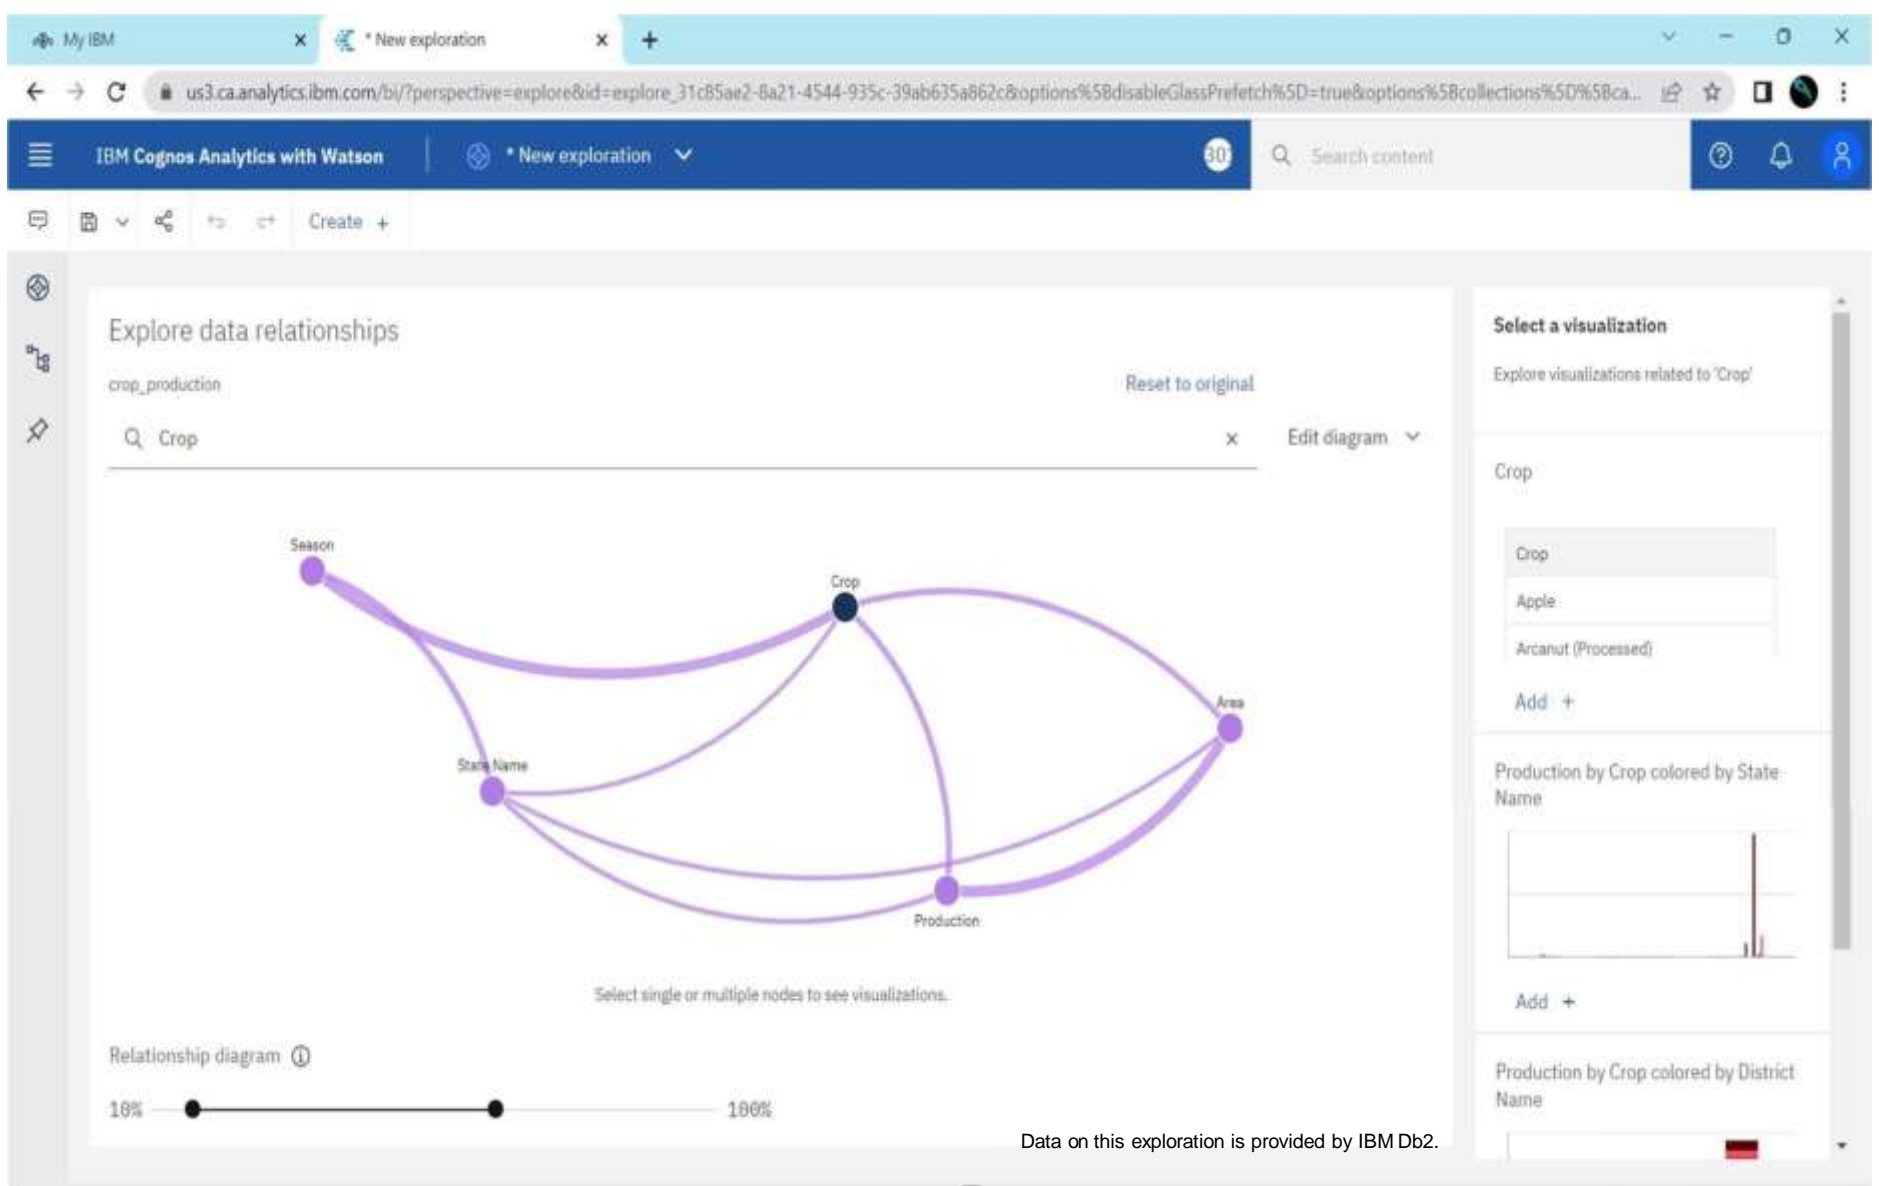 My IBM
* New exploration
us3.ca.analytics.ibm.com/bi/?perspective=explore&id=explore_31c85ae2-8a21-4544-935c-39ab635a862c&options%5BdisableGlassPrefetch%5D=true&options%5Bcollections%5D%5Bca...
IBM Cognos Analytics with Watson
* New exploration
30
Search content
Create +
Explore data relationships
crop_production
Reset to original
Crop
Edit diagram
Season
Crop
Area
State Name
Production
Select single or multiple nodes to see visualizations.
Relationship diagram
10%
100%
Data on this exploration is provided by IBM Db2.
Select a visualization
Explore visualizations related to 'Crop'
Crop
Crop
Apple
Arcanut (Processed)
Add +
Production by Crop colored by State
Name
Add +
Production by Crop colored by District
Name